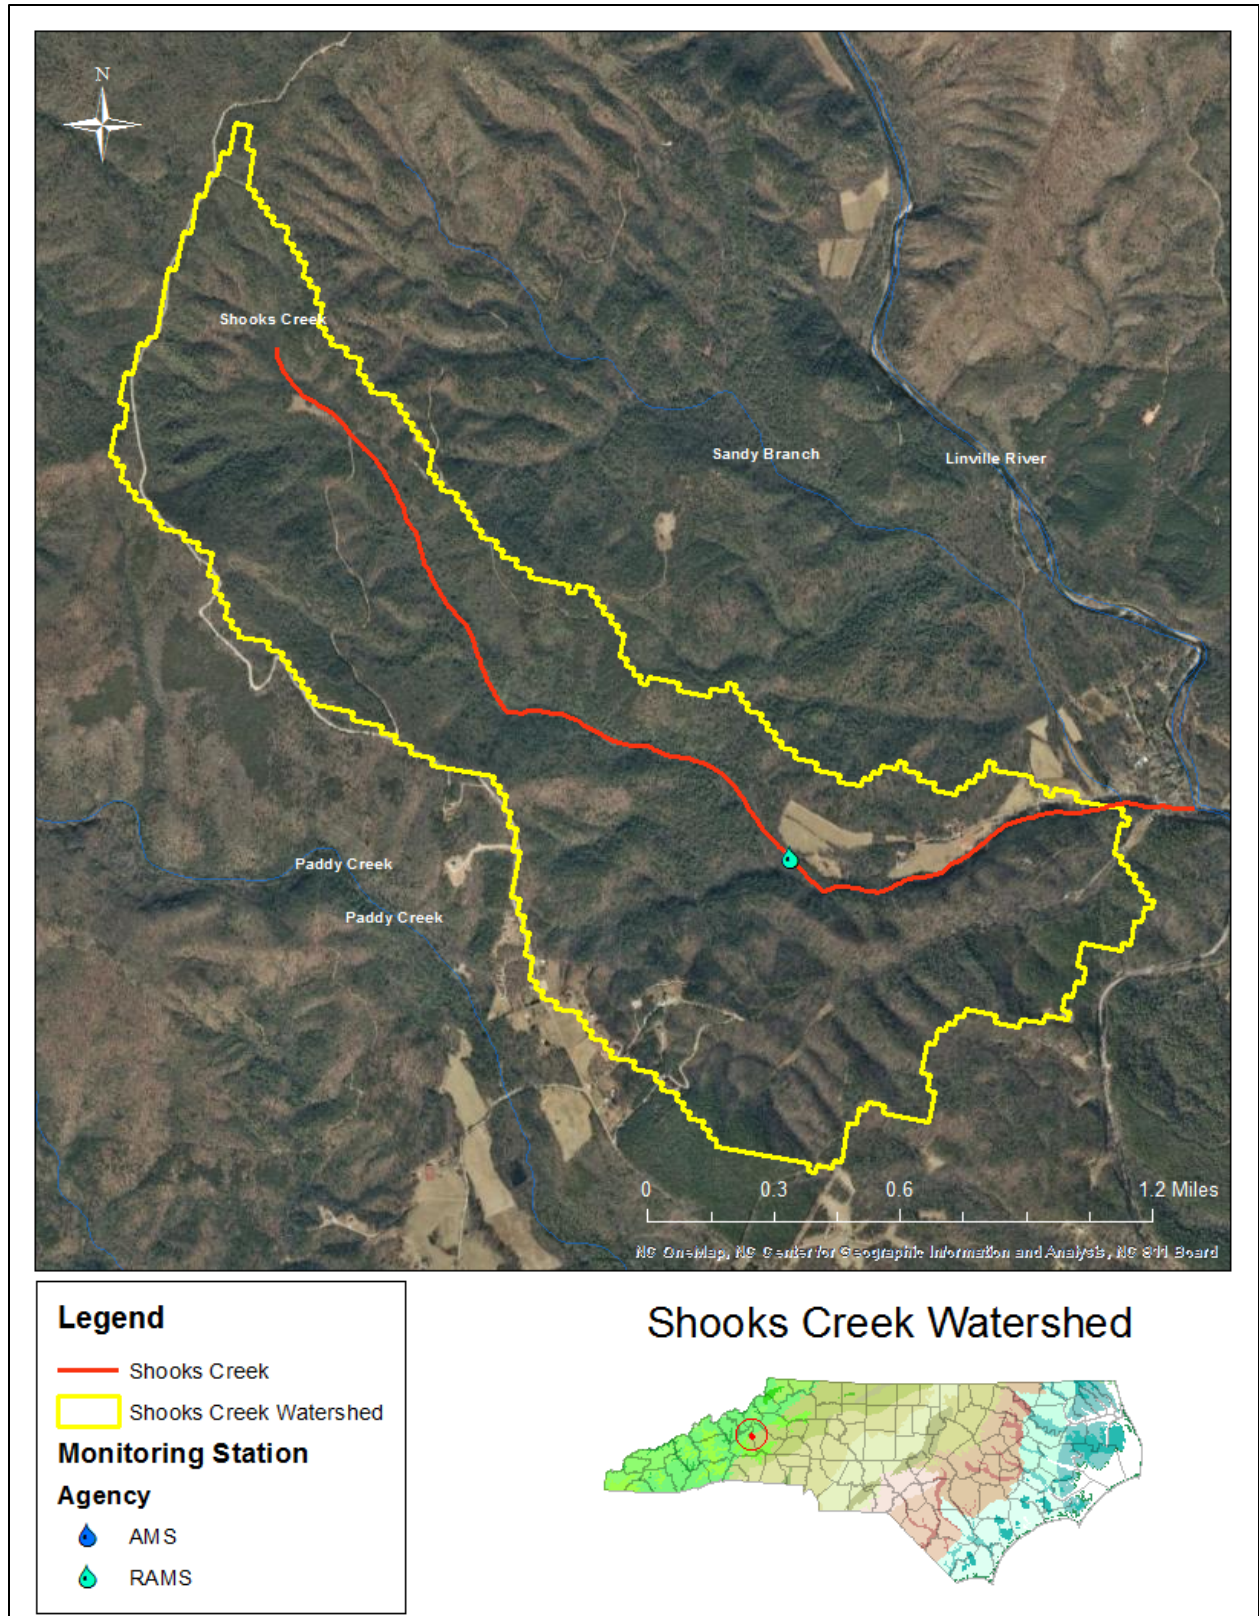 N
Shooks Creek
Sandy Branch
Linville River
Paddy Creek
Paddy Creek
0 0.3 0.6 1.2 Miles
NC OneMap, NC Center for Geographic Information and Analysis, NC 911 Board
Legend
Shooks Creek
Shooks Creek Watershed
Monitoring Station
Agency
AMS
RAMS
Shooks Creek Watershed